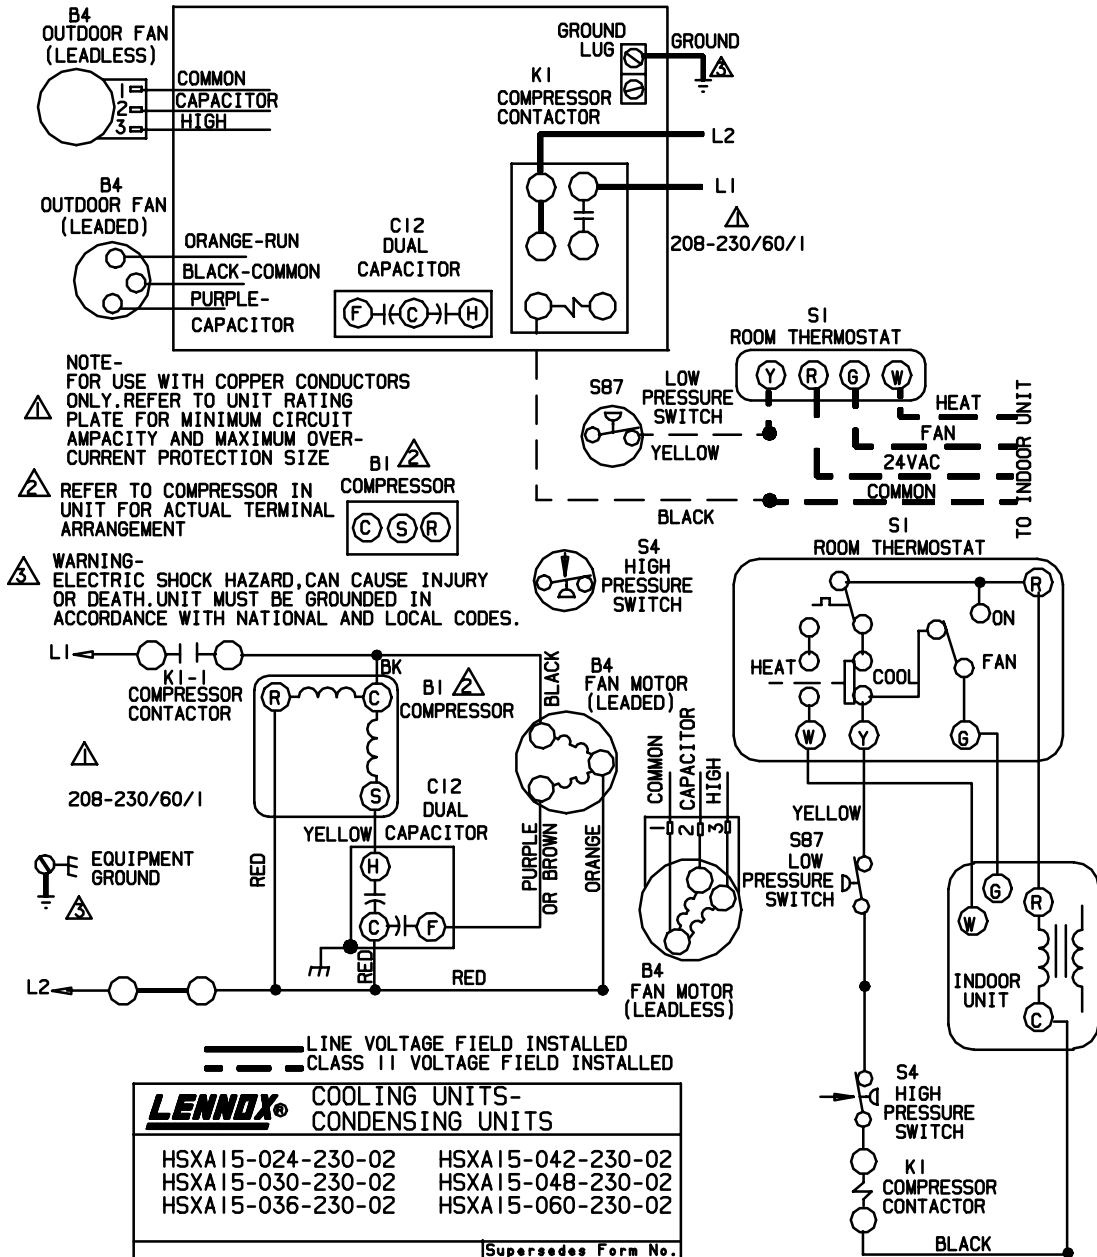 B4
OUTDOOR FAN
(LEADLESS)
1
2
3
COMMON
CAPACITOR
HIGH
GROUND
LUG
GROUND
3
K1
COMPRESSOR
CONTACTOR
L2
L1
1
208-230/60/1
B4
OUTDOOR FAN
(LEADED)
ORANGE-RUN
BLACK-COMMON
PURPLE-
CAPACITOR
C12
DUAL
CAPACITOR
F
C
H
S1
ROOM THERMOSTAT
Y
R
G
W
HEAT
FAN
24VAC
COMMON
TO INDOOR UNIT
S87
LOW
PRESSURE
SWITCH
YELLOW
BLACK
NOTE-
1
FOR USE WITH COPPER CONDUCTORS
ONLY.REFER TO UNIT RATING
PLATE FOR MINIMUM CIRCUIT
AMPACITY AND MAXIMUM OVER-
CURRENT PROTECTION SIZE
2
REFER TO COMPRESSOR IN
UNIT FOR ACTUAL TERMINAL
ARRANGEMENT
B1 2
COMPRESSOR
C
S
R
3
WARNING-
ELECTRIC SHOCK HAZARD,CAN CAUSE INJURY
OR DEATH.UNIT MUST BE GROUNDED IN
ACCORDANCE WITH NATIONAL AND LOCAL CODES.
S4
HIGH
PRESSURE
SWITCH
S1
ROOM THERMOSTAT
R
ON
FAN
HEAT
COOL
W
Y
G
L1
K1-1
COMPRESSOR
CONTACTOR
BK
R
C
S
B1 2
COMPRESSOR
BLACK
B4
FAN MOTOR
(LEADED)
1
208-230/60/1
EQUIPMENT
GROUND
3
RED
YELLOW
C12
DUAL
CAPACITOR
H
C
F
RED
RED
PURPLE
OR BROWN
ORANGE
COMMON
CAPACITOR
HIGH
1
2
3
B4
FAN MOTOR
(LEADLESS)
L2
YELLOW
S87
LOW
PRESSURE
SWITCH
G
W
R
INDOOR
UNIT
C
S4
HIGH
PRESSURE
SWITCH
K1
COMPRESSOR
CONTACTOR
BLACK
LINE VOLTAGE FIELD INSTALLED
CLASS II VOLTAGE FIELD INSTALLED
LENNOX®
COOLING UNITS-
CONDENSING UNITS
HSXA15-024-230-02 HSXA15-042-230-02
HSXA15-030-230-02 HSXA15-048-230-02
HSXA15-036-230-02 HSXA15-060-230-02
Supersedes Form No.